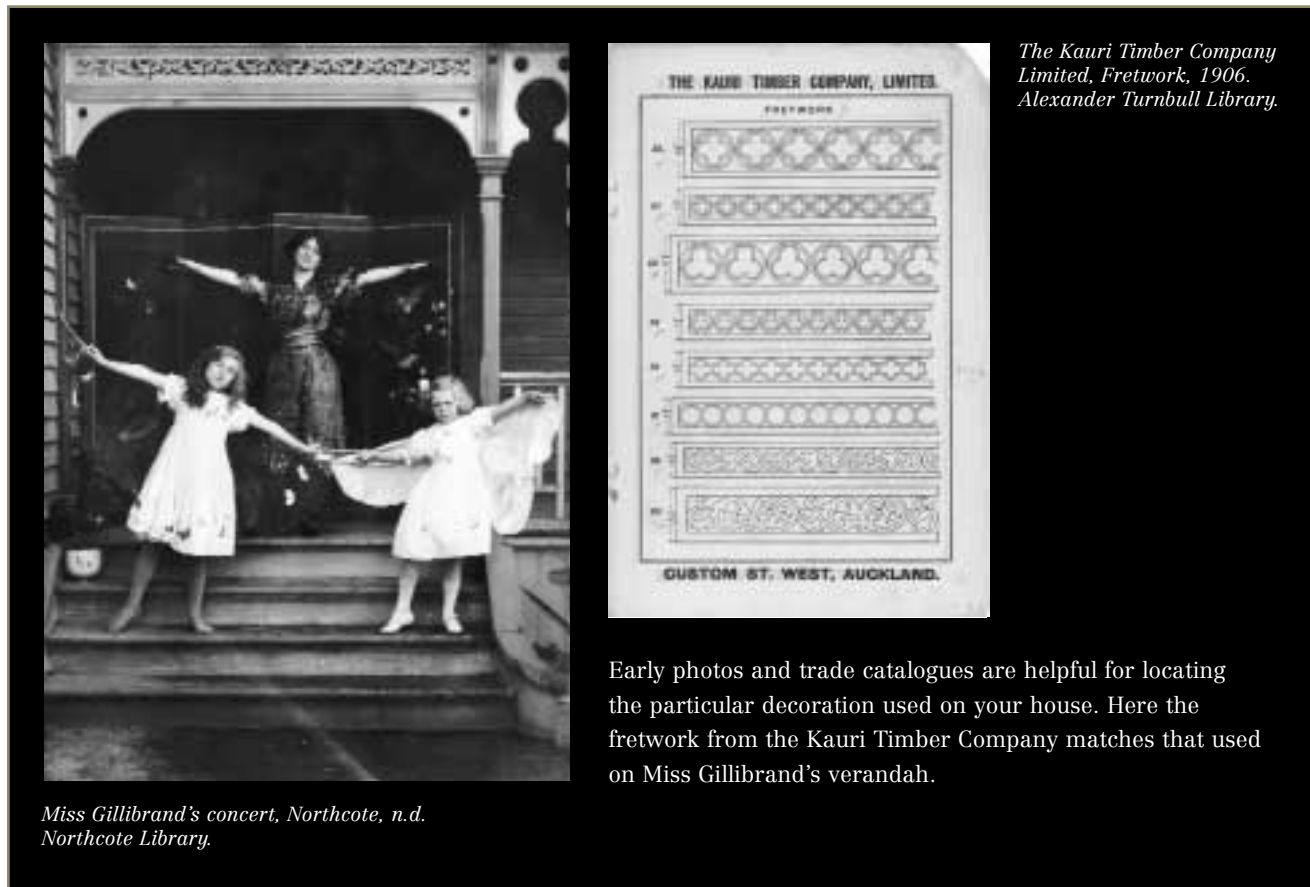 The Kauri Timber Company
Limited, Fretwork, 1906.
Alexander Turnbull Library.
THE KAURI TIMBER COMPANY, LIMITED.
FRETWORK
CUSTOM ST. WEST, AUCKLAND.
Early photos and trade catalogues are helpful for locating
the particular decoration used on your house. Here the
fretwork from the Kauri Timber Company matches that used
on Miss Gillibrand’s verandah.
Miss Gillibrand’s concert, Northcote, n.d.
Northcote Library.